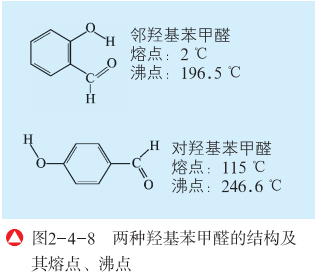 O
H
邻羟基苯甲醛
熔点：2 ℃
沸点：196.5 ℃
O
C
H
H
O
H
C
O
对羟基苯甲醛
熔点：115 ℃
沸点：246.6 ℃
图2-4-8 两种羟基苯甲醛的结构及
其熔点、沸点